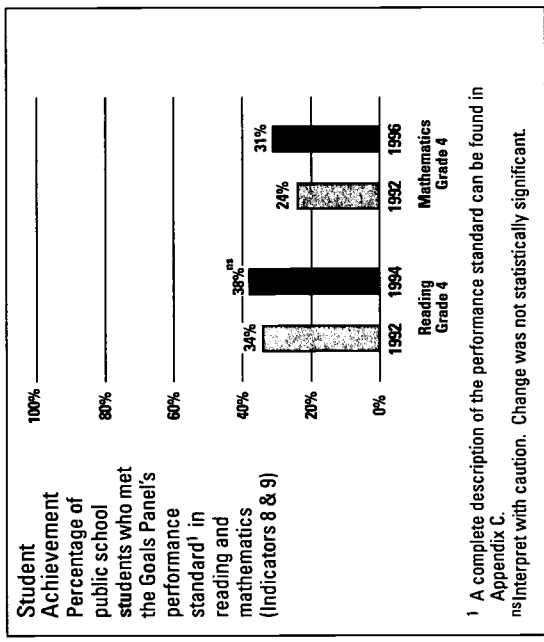 Student
Achievement
Percentage of
public school
students who met
the Goals Panel's
performance
standard¹ in
reading and
mathematics
(Indicators 8 & 9)
100%
80%
60%
40%
20%
0%
34%
38%ns
24%
31%
1992
1994
1992
1996
Reading
Grade 4
Mathematics
Grade 4
¹ A complete description of the performance standard can be found in
Appendix C.
nsInterpret with caution. Change was not statistically significant.